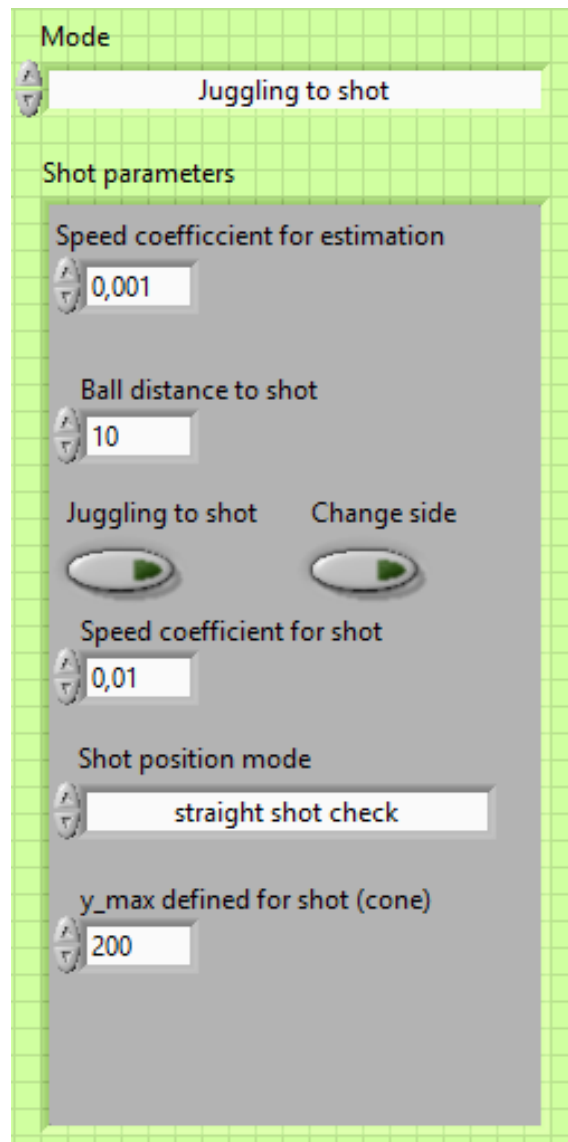 Mode
Juggling to shot
Shot parameters
Speed coefficcient for estimation
0,001
Ball distance to shot
10
Juggling to shot Change side
Speed coefficient for shot
0,01
Shot position mode
straight shot check
y_max defined for shot (cone)
200